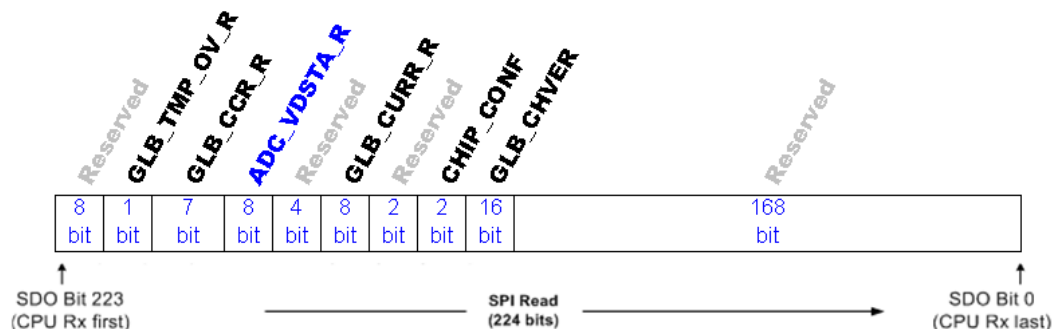 Reserved
GLB_TMP_OV_R
GLB_CCR_R
ADC_VDSTA_R
Reserved
GLB_CURR_R
Reserved
CHIP_CONF
GLB_CHVER
Reserved
8 bit
1 bit
7 bit
8 bit
4 bit
8 bit
2 bit
2 bit
16 bit
168 bit
SDO Bit 223
(CPU Rx first)
SPI Read
(224 bits)
SDO Bit 0
(CPU Rx last)